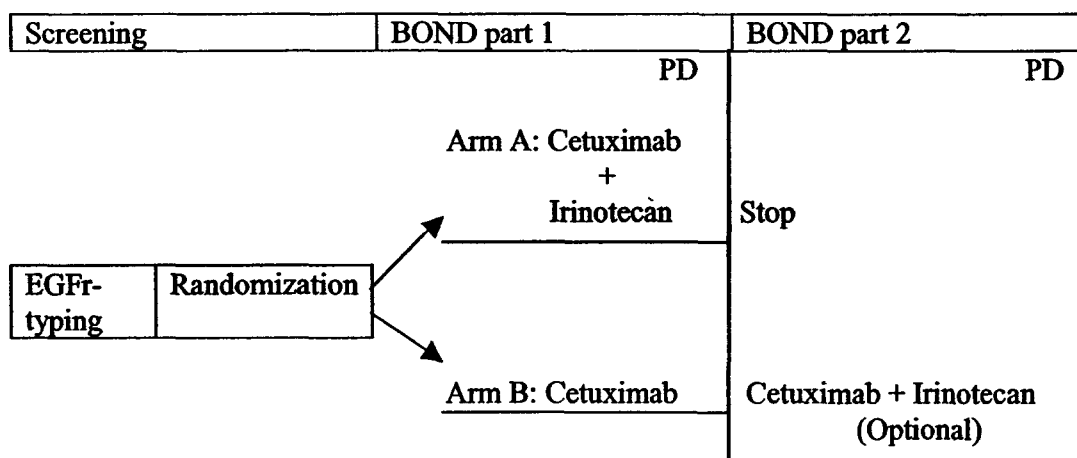 Screening BOND part 1 BOND part 2
PD PD
Arm A: Cetuximab
+
Irinotecan Stop
EGFr- Randomization
typing
Arm B: Cetuximab Cetuximab + Irinotecan
(Optional)